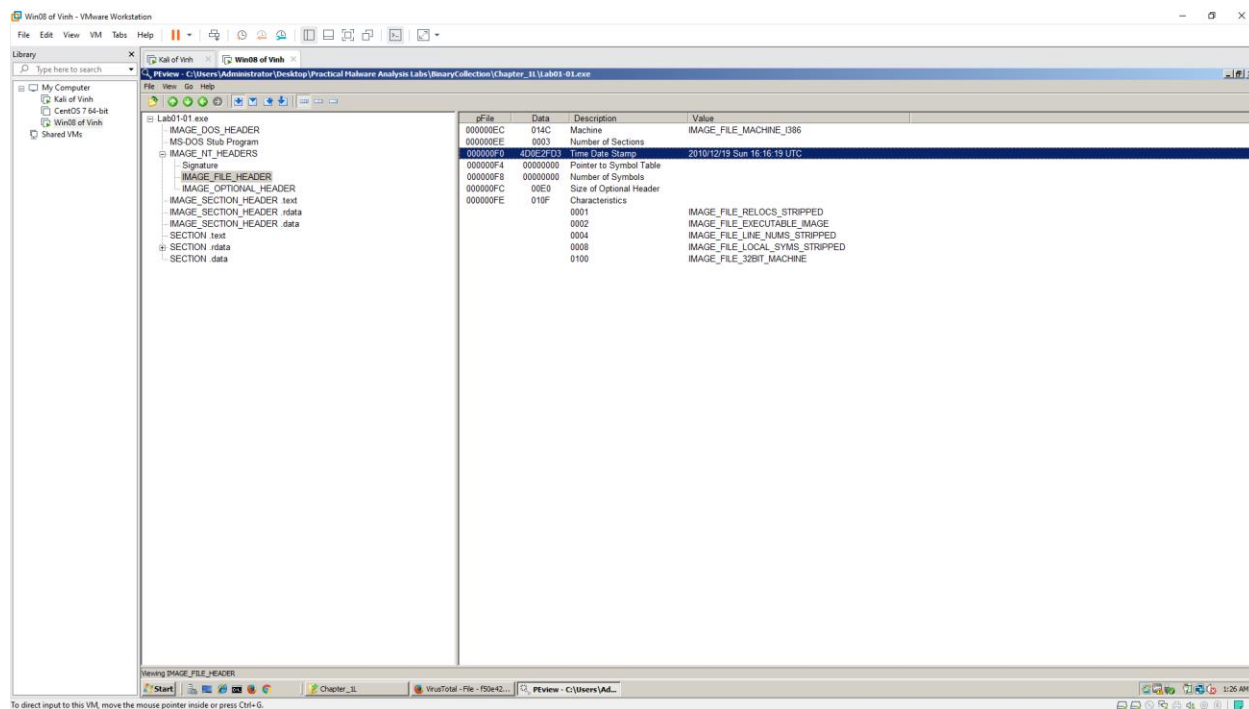 Win08 of Vinh - VMware Workstation
File Edit View VM Tabs Help
Library
Type here to search
My Computer
Kali of Vinh
CentOS 7 64-bit
Win08 of Vinh
Shared VMs
Kali of Vinh
Win08 of Vinh
PEview - C:\Users\Administrator\Desktop\Practical Malware Analysis Labs\BinaryCollection\Chapter_1L\Lab01-01.exe
File View Go Help
Lab01-01.exe
IMAGE_DOS_HEADER
MS-DOS Stub Program
IMAGE_NT_HEADERS
Signature
IMAGE_FILE_HEADER
IMAGE_OPTIONAL_HEADER
IMAGE_SECTION_HEADER .text
IMAGE_SECTION_HEADER .rdata
IMAGE_SECTION_HEADER .data
SECTION .text
SECTION .rdata
SECTION .data
pFile Data Description Value
000000EC 014C Machine IMAGE_FILE_MACHINE_I386
000000EE 0003 Number of Sections
000000F0 4D0E2FD3 Time Date Stamp 2010/12/19 Sun 16:16:19 UTC
000000F4 00000000 Pointer to Symbol Table
000000F8 00000000 Number of Symbols
000000FC 00E0 Size of Optional Header
000000FE 010F Characteristics
0001 IMAGE_FILE_RELOCS_STRIPPED
0002 IMAGE_FILE_EXECUTABLE_IMAGE
0004 IMAGE_FILE_LINE_NUMS_STRIPPED
0008 IMAGE_FILE_LOCAL_SYMS_STRIPPED
0100 IMAGE_FILE_32BIT_MACHINE
Viewing IMAGE_FILE_HEADER
Start Chapter_1L VirusTotal - File - f50e42... PEview - C:\Users\Ad... 1:26 AM
To direct input to this VM, move the mouse pointer inside or press Ctrl+G.